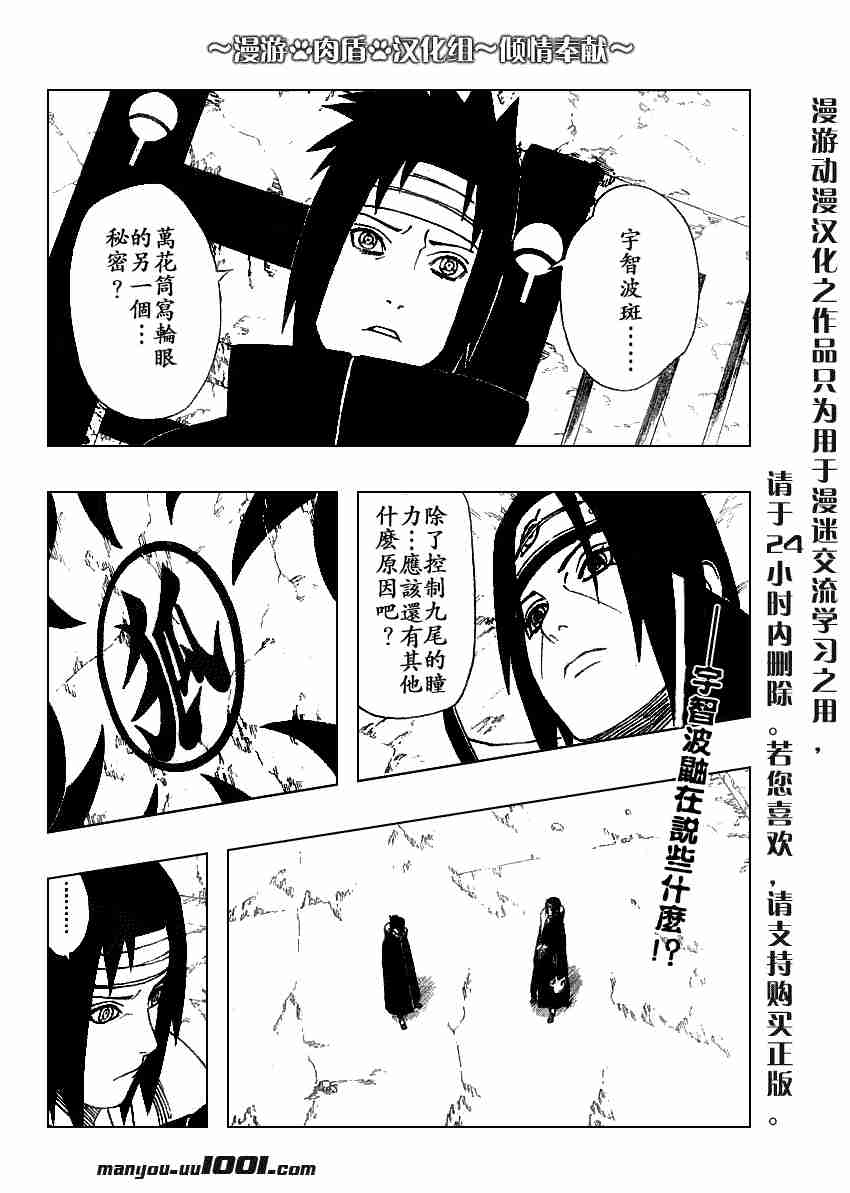 ～漫游肉盾汉化组～倾情奉献～
漫游动漫汉化之作品只为用于漫迷交流学习之用，
请于24小时内删除。若您喜欢，请支持购买正版。
宇智波斑……
萬花筒寫輪眼
的另一個…
秘密？
除了控制九尾的瞳
力…應該還有其他
什麼原因吧？
——宇智波鼬在說些什麼!?
狐
………
manyou-uu1001.com